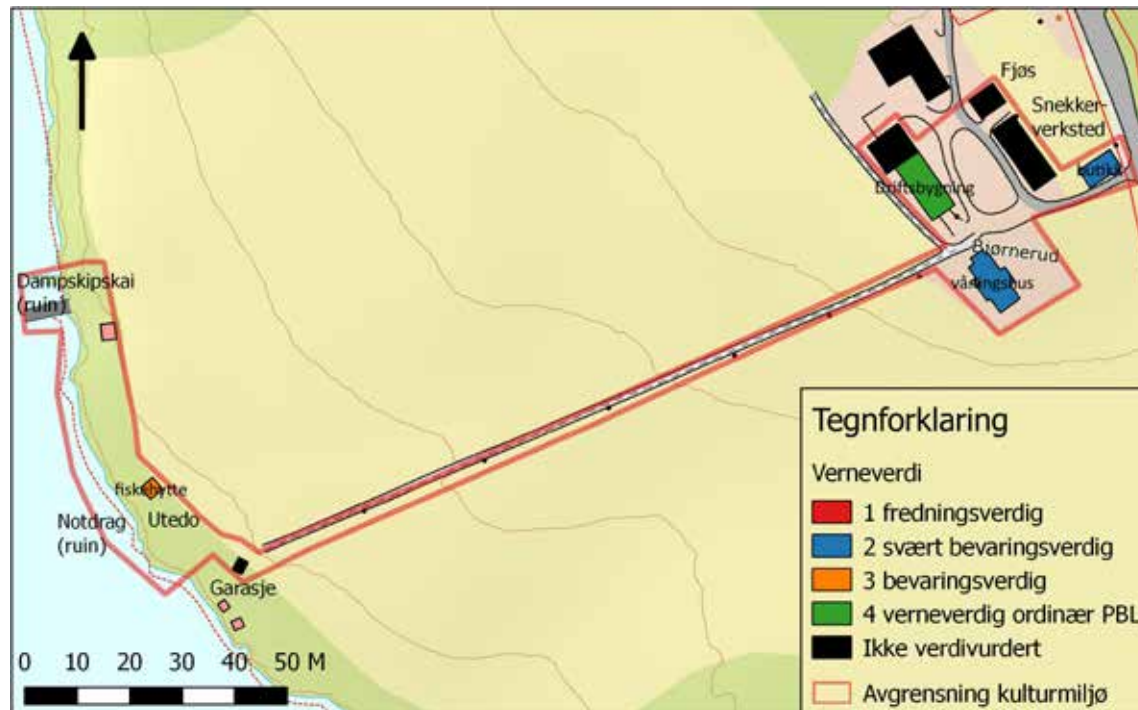 Fjøs
Snekker-
verksted
butikk
Driftsbygning
Bjørnerud
våningshus
Dampskipskai
(ruin)
fiskehytte
Utedo
Notdrag
(ruin)
Garasje
0 10 20 30 40 50 M
Tegnforklaring
Verneverdi
1 fredningsverdig
2 svært bevaringsverdig
3 bevaringsverdig
4 verneverdig ordinær PBL
Ikke verdivurdert
Avgrensning kulturmiljø